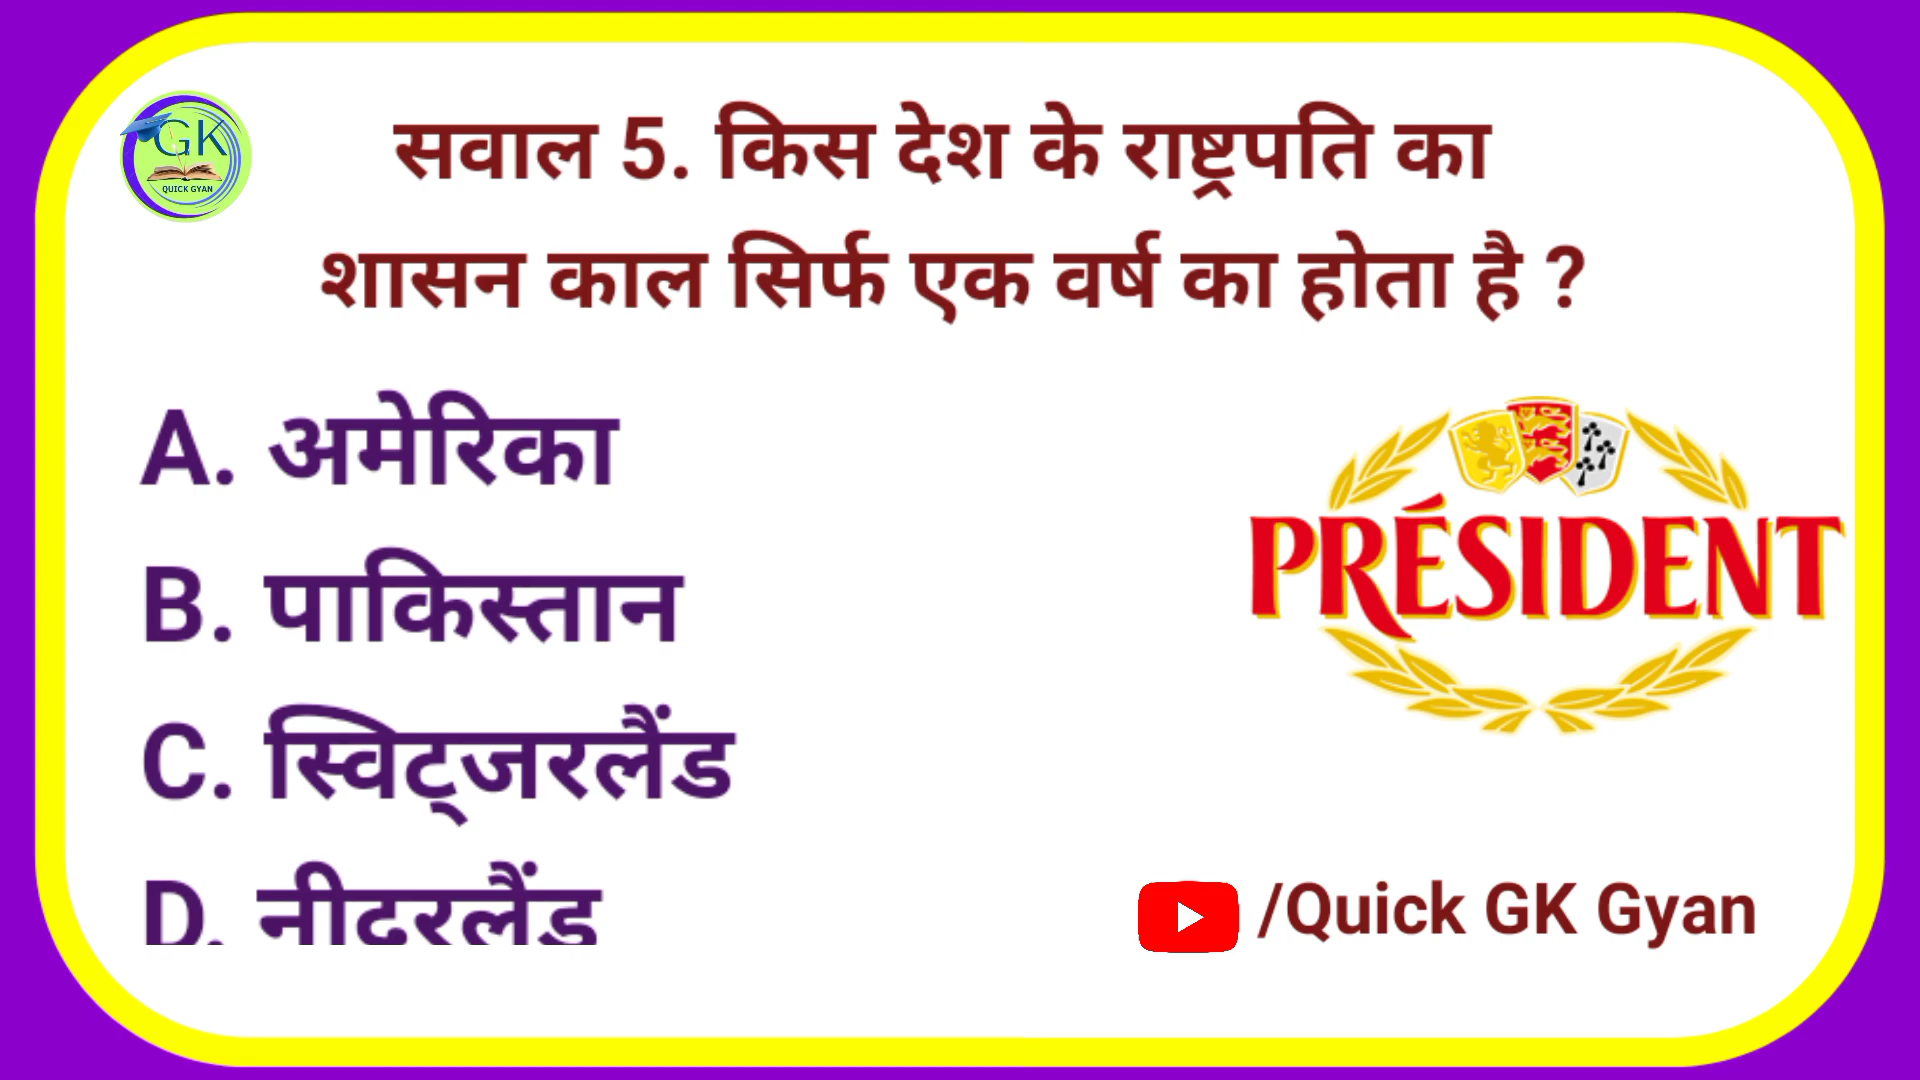 GK
QUICK GYAN
सवाल 5. किस देश के राष्ट्रपति का
शासन काल सिर्फ एक वर्ष का होता है ?
A. अमेरिका
B. पाकिस्तान
C. स्विट्जरलैंड
D. नीदरलैंड
PRÉSIDENT
/Quick GK Gyan